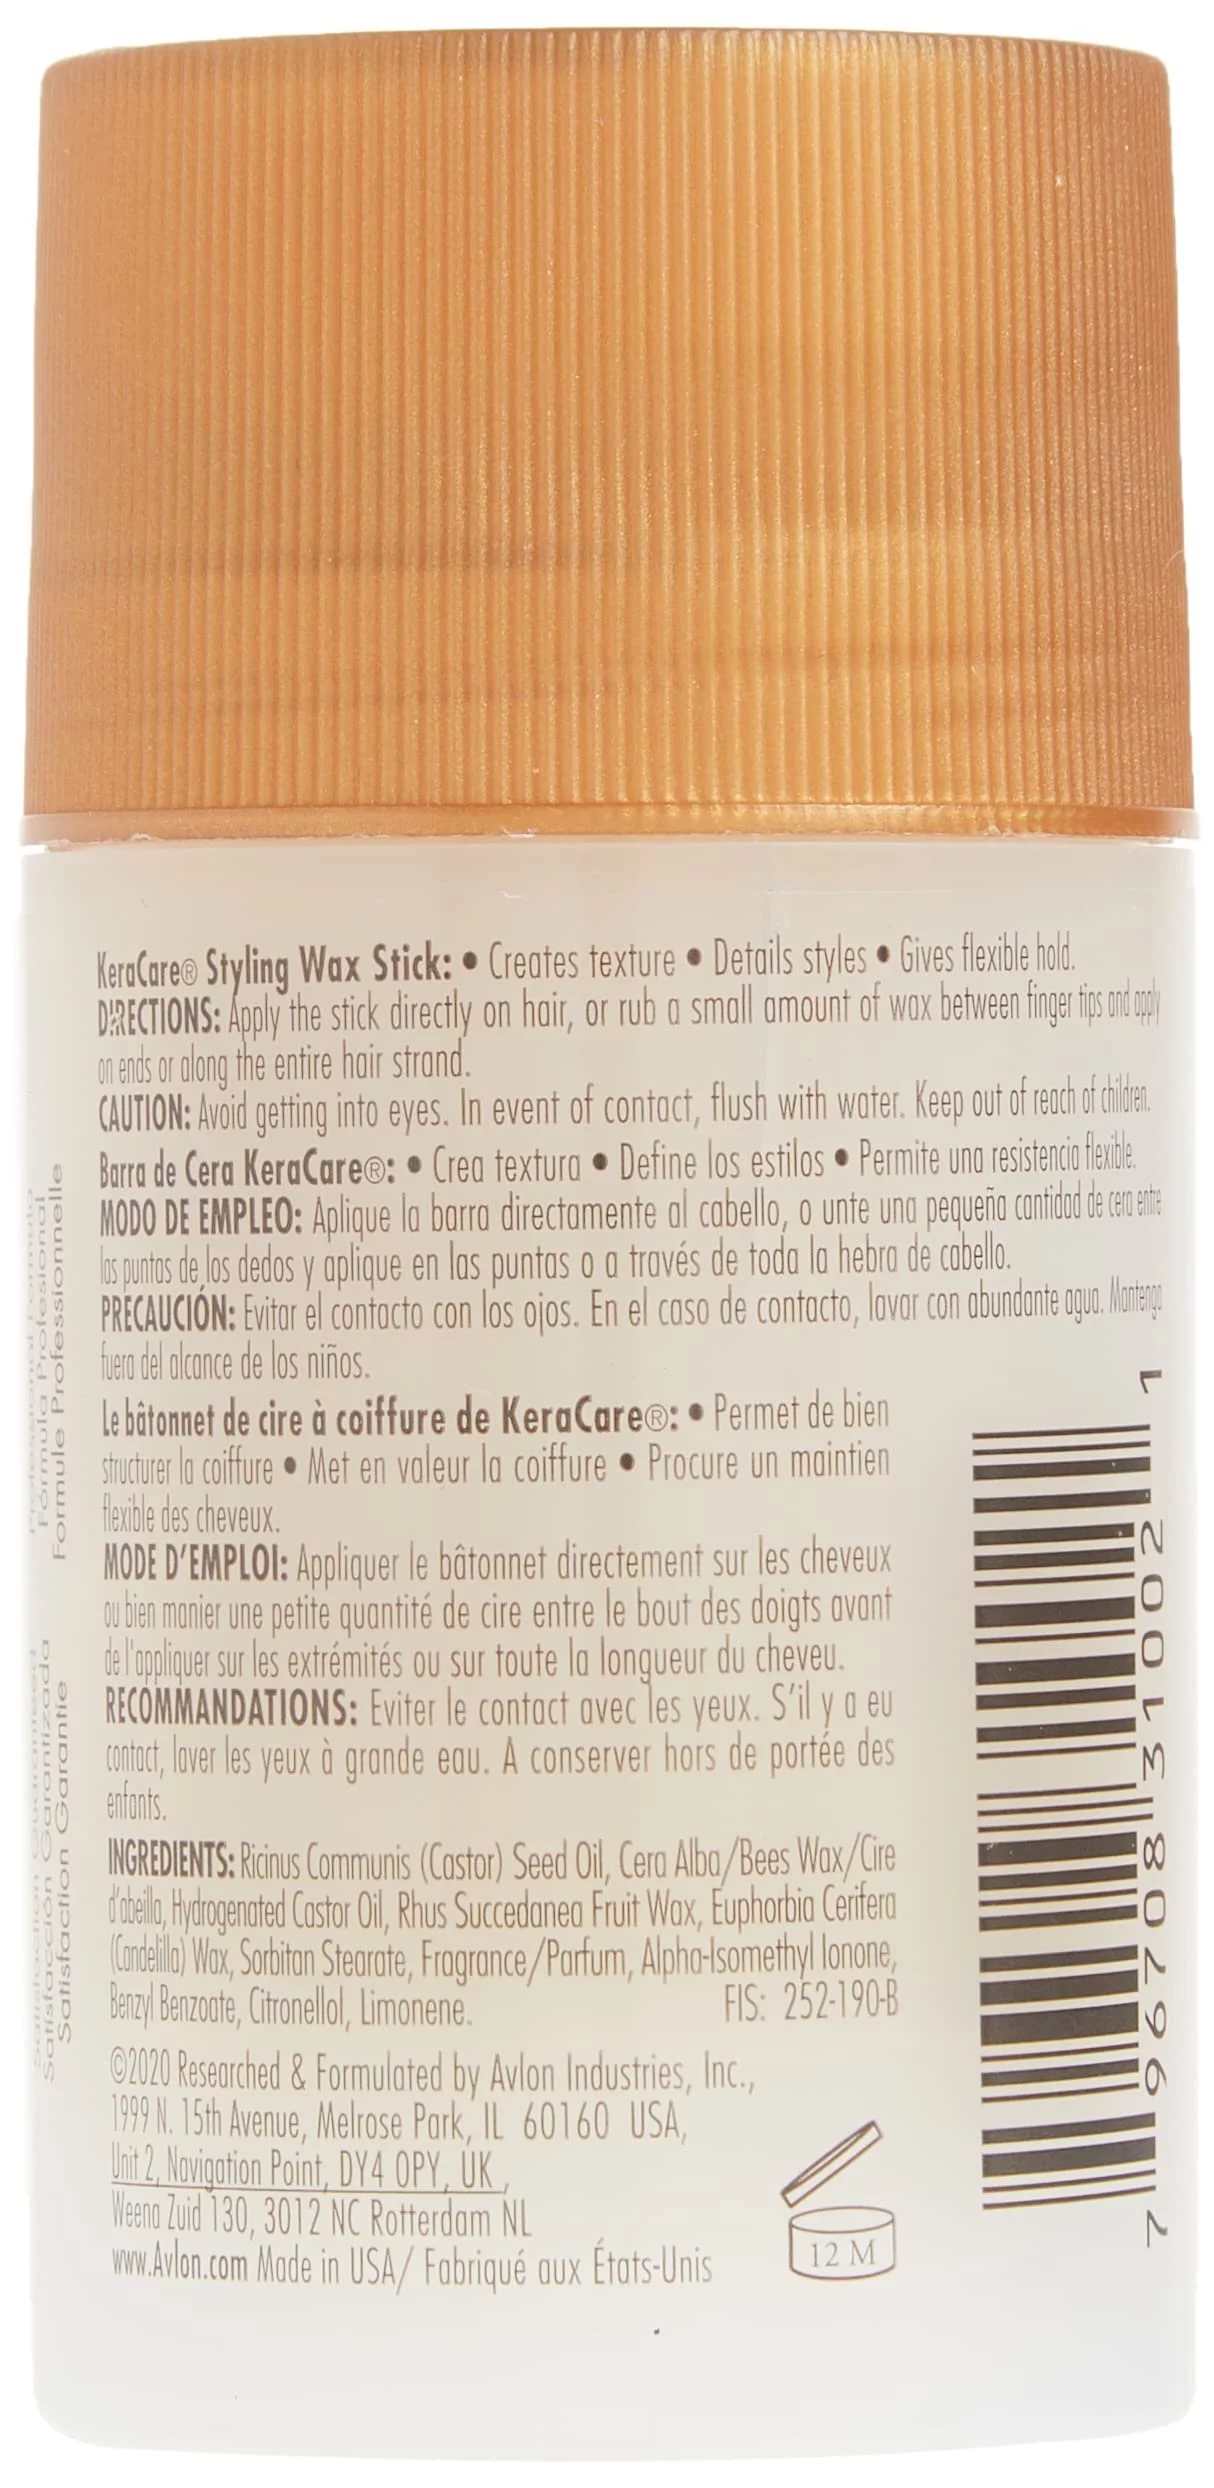 KeraCare® Styling Wax Stick: • Creates texture • Details styles • Gives flexible hold.
DIRECTIONS: Apply the stick directly on hair, or rub a small amount of wax between finger tips and apply
on ends or along the entire hair strand.
CAUTION: Avoid getting into eyes. In event of contact, flush with water. Keep out of reach of children.
Barra de Cera KeraCare®: • Crea textura • Define los estilos • Permite una resistencia flexible.
MODO DE EMPLEO: Aplique la barra directamente al cabello, o unte una pequeña cantidad de cera entre
las puntas de los dedos y aplique en las puntas o a través de toda la hebra de cabello.
PRECAUCIÓN: Evitar el contacto con los ojos. En el caso de contacto, lavar con abundante agua. Mantenga
fuera del alcance de los niños.
Le bâtonnet de cire à coiffure de KeraCare®: • Permet de bien
structurer la coiffure • Met en valeur la coiffure • Procure un maintien
flexible des cheveux.
MODE D'EMPLOI: Appliquer le bâtonnet directement sur les cheveux
ou bien manier une petite quantité de cire entre le bout des doigts avant
de l'appliquer sur les extrémités ou sur toute la longueur du cheveu.
RECOMMANDATIONS: Eviter le contact avec les yeux. S'il y a eu
contact, laver les yeux à grande eau. A conserver hors de portée des
enfants.
INGREDIENTS: Ricinus Communis (Castor) Seed Oil, Cera Alba/Bees Wax/Cire
d'abeilla, Hydrogenated Castor Oil, Rhus Succedanea Fruit Wax, Euphorbia Cerifera
(Candelilla) Wax, Sorbitan Stearate, Fragrance/Parfum, Alpha-Isomethyl Ionone,
Benzyl Benzoate, Citronellol, Limonene. FIS: 252-190-B
©2020 Researched & Formulated by Avlon Industries, Inc.,
1999 N. 15th Avenue, Melrose Park, IL 60160 USA,
Unit 2, Navigation Point, DY4 OPY, UK,
Weena Zuid 130, 3012 NC Rotterdam NL
www.Avlon.com Made in USA/ Fabriqué aux États-Unis
12 M
7 96708 31002 1
Satisfaction Guaranteed Professional Formula
Satisfacción Garantizada Formula Profesional
Satisfaction Garantie Formule Professionnelle